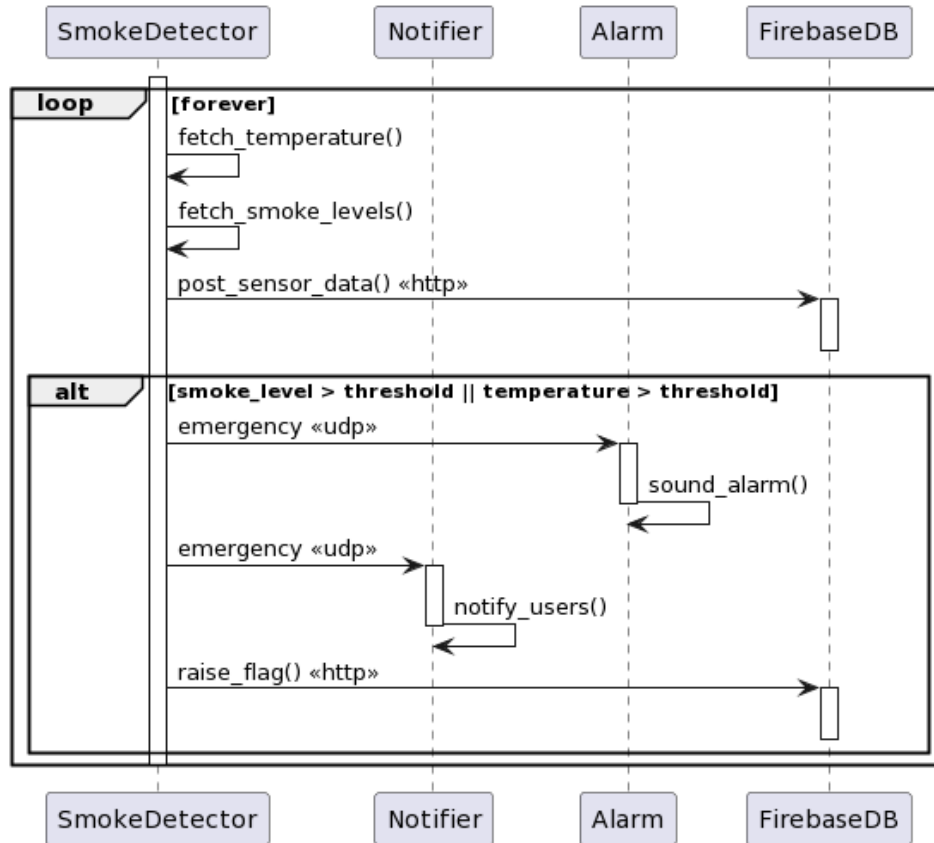 SmokeDetector Notifier Alarm FirebaseDB
loop [forever]
fetch_temperature()
fetch_smoke_levels()
post_sensor_data() «http»
alt [smoke_level > threshold || temperature > threshold]
emergency «udp»
sound_alarm()
emergency «udp»
notify_users()
raise_flag() «http»
SmokeDetector Notifier Alarm FirebaseDB